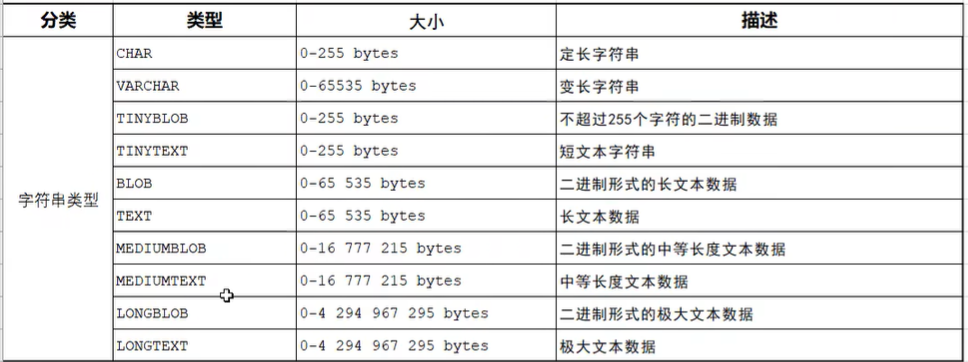 分类 类型 大小 描述
CHAR 0-255 bytes 定长字符串
VARCHAR 0-65535 bytes 变长字符串
TINYBLOB 0-255 bytes 不超过255个字符的二进制数据
TINYTEXT 0-255 bytes 短文本字符串
BLOB 0-65 535 bytes 二进制形式的长文本数据
字符串类型
TEXT 0-65 535 bytes 长文本数据
MEDIUMBLOB 0-16 777 215 bytes 二进制形式的中等长度文本数据
MEDIUMTEXT 0-16 777 215 bytes 中等长度文本数据
LONGBLOB 0-4 294 967 295 bytes 二进制形式的极大文本数据
LONGTEXT 0-4 294 967 295 bytes 极大文本数据